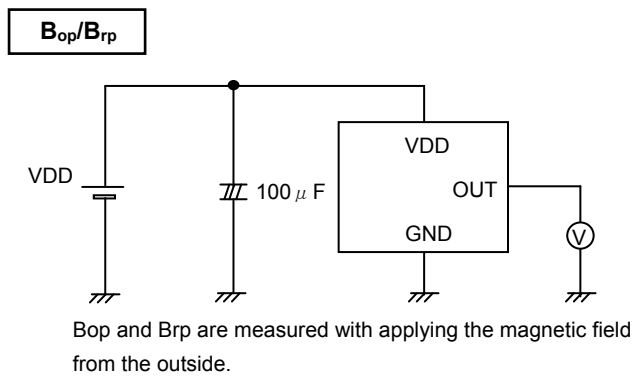 Bop/Brp
VDD
100 μ F
VDD
OUT
GND
V
Bop and Brp are measured with applying the magnetic field
from the outside.